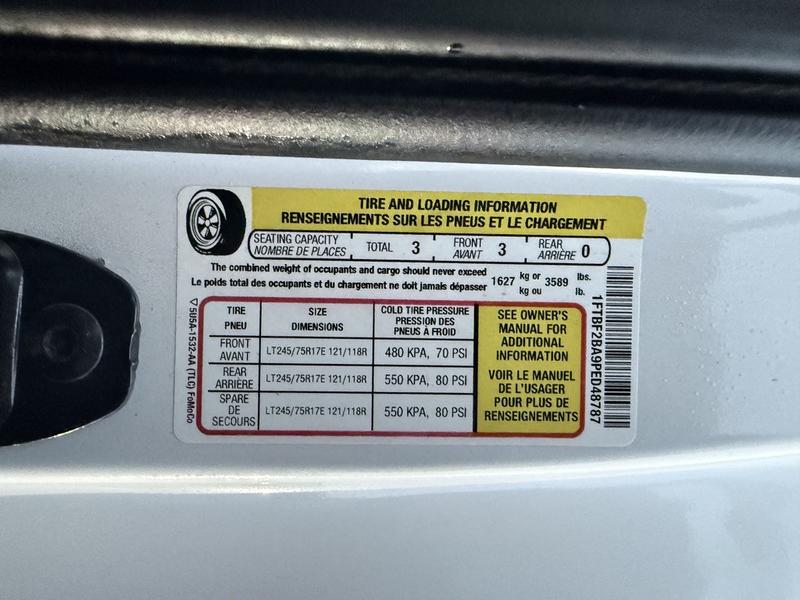 TIRE AND LOADING INFORMATION
RENSEIGNEMENTS SUR LES PNEUS ET LE CHARGEMENT
SEATING CAPACITY
NOMBRE DE PLACES
TOTAL 3
FRONT
AVANT 3
REAR
ARRIÈRE 0
The combined weight of occupants and cargo should never exceed
Le poids total des occupants et du chargement ne doit jamais dépasser
1627 kg or 3589 lbs.
kg ou lb.
TIRE
PNEU
SIZE
DIMENSIONS
COLD TIRE PRESSURE
PRESSION DES
PNEUS À FROID
FRONT
AVANT
LT245/75R17E 121/118R
480 KPA, 70 PSI
REAR
ARRIÈRE
LT245/75R17E 121/118R
550 KPA, 80 PSI
SPARE
DE
SECOURS
LT245/75R17E 121/118R
550 KPA, 80 PSI
SEE OWNER'S
MANUAL FOR
ADDITIONAL
INFORMATION
VOIR LE MANUEL
DE L'USAGER
POUR PLUS DE
RENSEIGNEMENTS
▽5U5A-1532-AA (TLC) FoMoCo
1FTBF2BA9PED48787